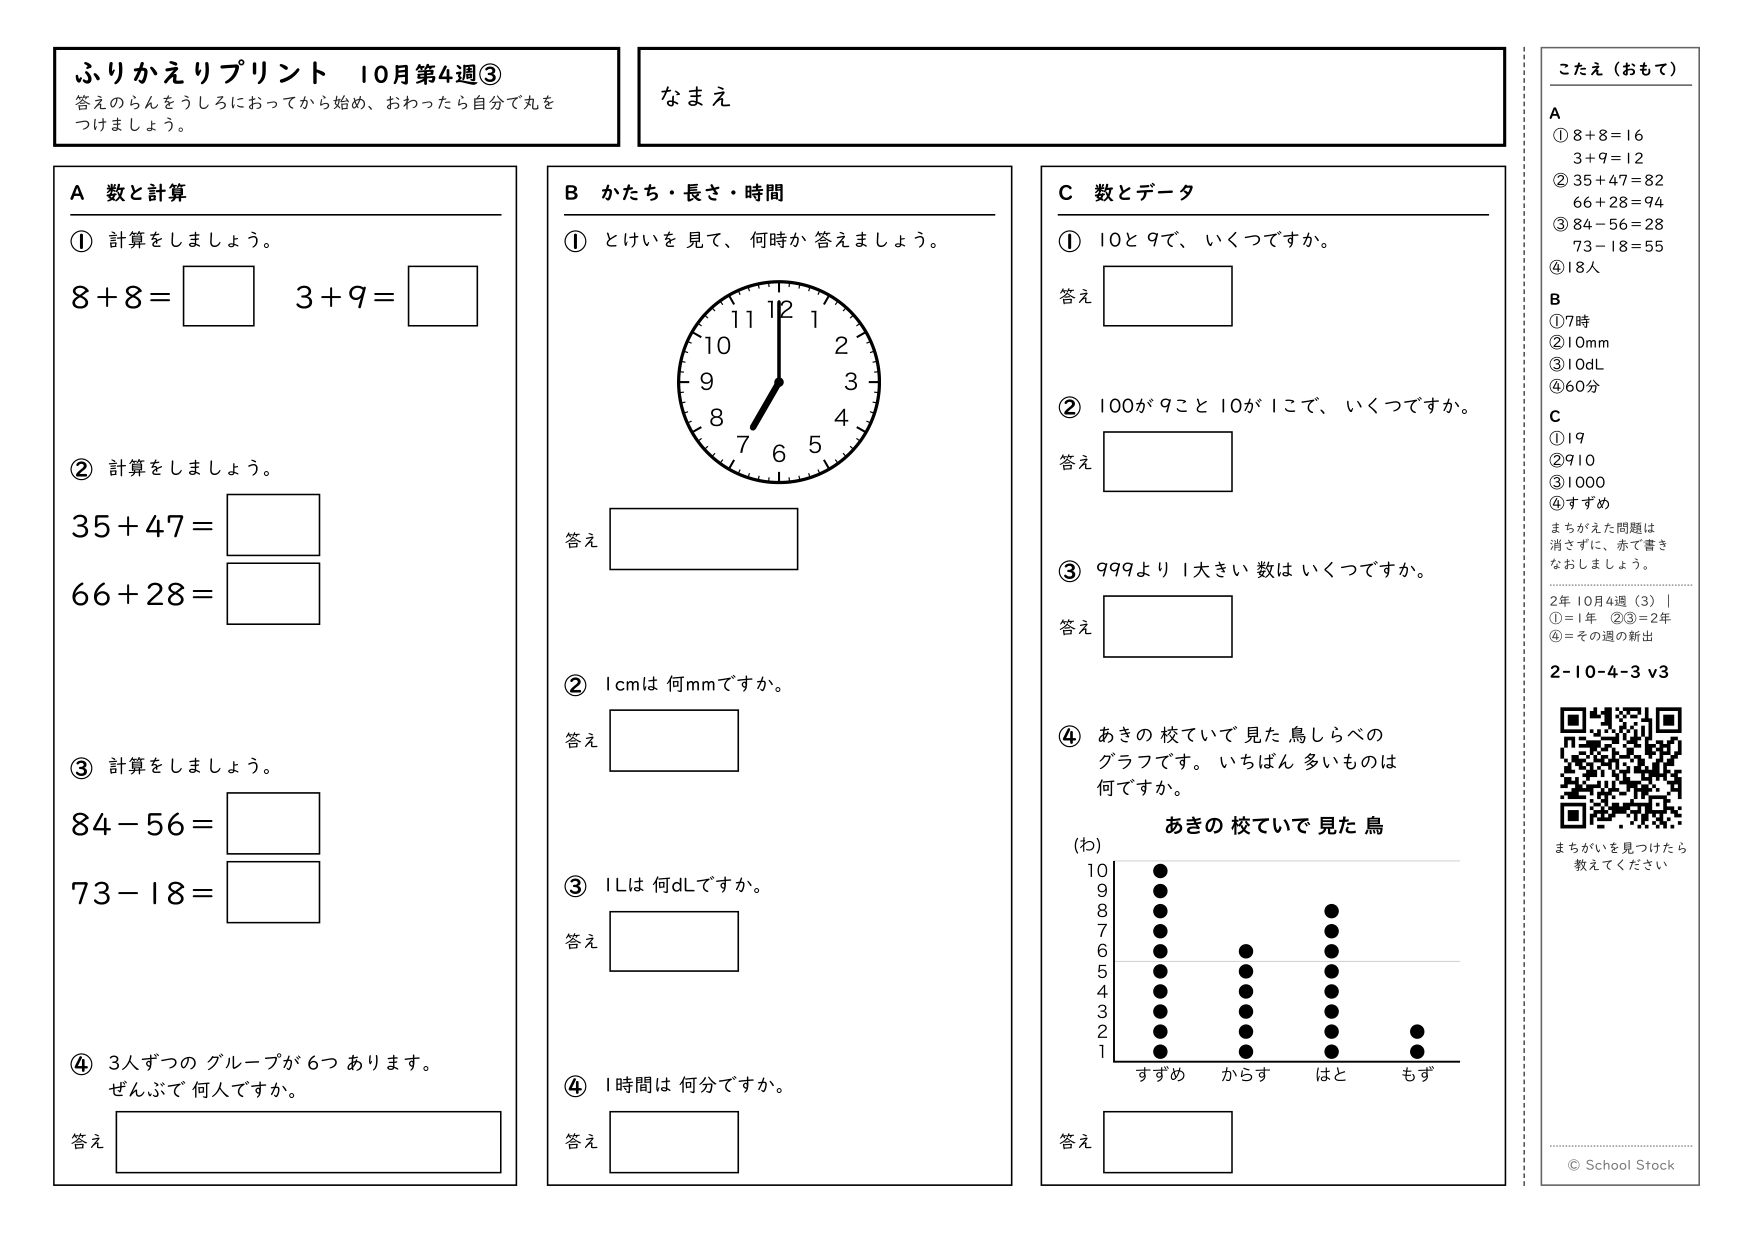 ふりかえりプリント　10月第4週③
答えのらんをうしろにおってから始め、おわったら自分で丸を
つけましょう。
なまえ
A　数と計算
① 計算をしましょう。
8＋8＝　3＋9＝
② 計算をしましょう。
35＋47＝
66＋28＝
③ 計算をしましょう。
84－56＝
73－18＝
④ 3人ずつの グループが 6つ あります。
ぜんぶで 何人ですか。
答え
B　かたち・長さ・時間
① とけいを 見て、 何時か 答えましょう。
12
1
2
3
4
5
6
7
8
9
10
11
答え
② 1cmは 何mmですか。
答え
③ 1Lは 何dLですか。
答え
④ 1時間は 何分ですか。
答え
C　数とデータ
① 10と 9で、 いくつですか。
答え
② 100が 9こと 10が 1こで、 いくつですか。
答え
③ 999より 1大きい 数は いくつですか。
答え
④ あきの 校ていで 見た 鳥しらべの
グラフです。 いちばん 多いものは
何ですか。
あきの 校ていで 見た 鳥
(わ)
10
9
8
7
6
5
4
3
2
1
すずめ　からす　はと　もず
答え
こたえ（おもて）
A
① 8＋8＝16
3＋9＝12
② 35＋47＝82
66＋28＝94
③ 84－56＝28
73－18＝55
④18人
B
①7時
②10mm
③10dL
④60分
C
①19
②910
③1000
④すずめ
まちがえた問題は
消さずに、赤で書き
なおしましょう。
2年 10月4週（3）｜
①＝1年　②③＝2年
④＝その週の新出
2-10-4-3 v3
まちがいを見つけたら
教えてください
© School Stock